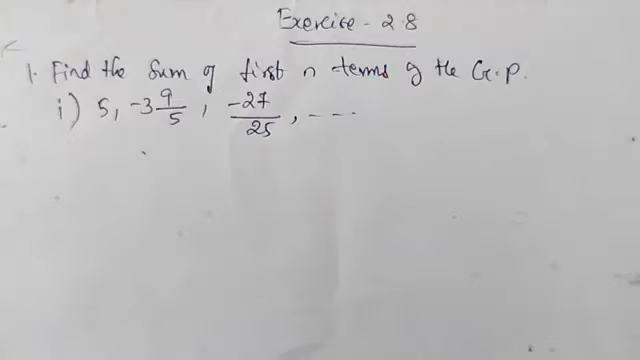 Exercise - 2.8
1. Find the Sum of first n terms of the G.P.
i) 5, -3 9/5, -27/25, - - - -